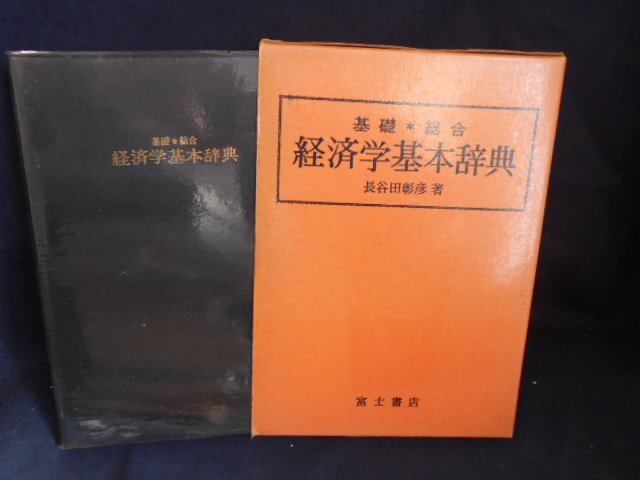 基礎*総合
経済学基本辞典
基礎*総合
経済学基本辞典
長谷田彰彦 著
富士書店